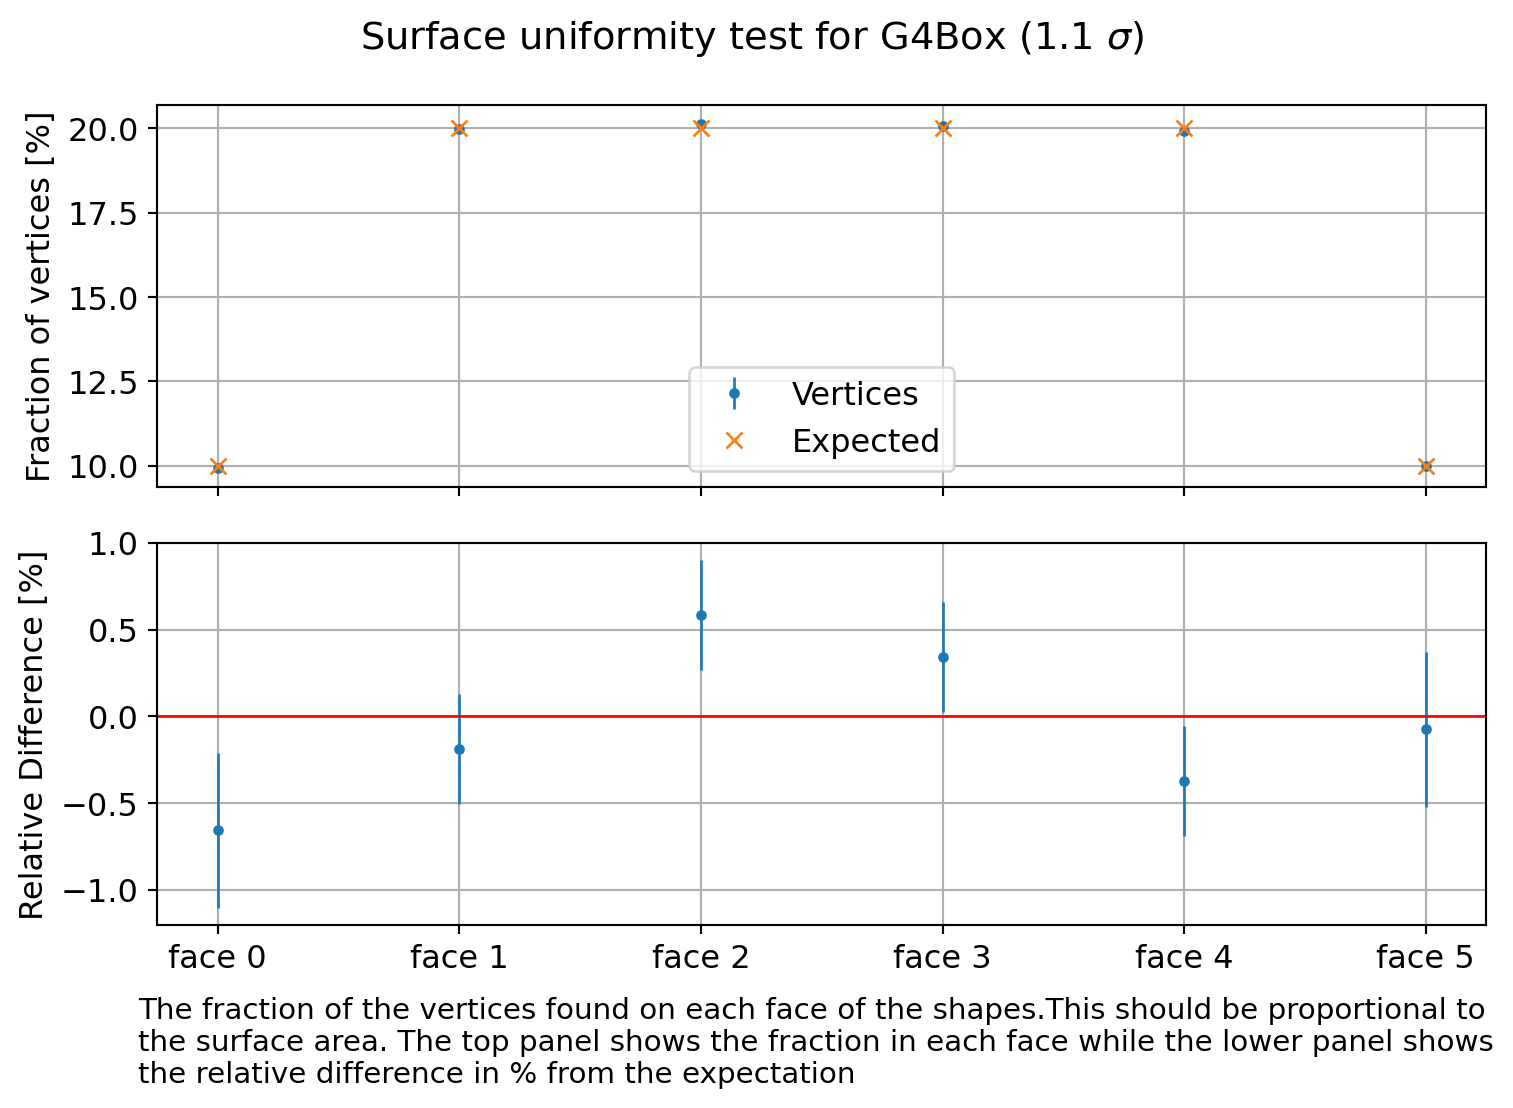 Surface uniformity test for G4Box (1.1 σ)
Fraction of vertices [%]
20.0
17.5
15.0
12.5
10.0
Vertices
Expected
Relative Difference [%]
1.0
0.5
0.0
−0.5
−1.0
face 0 face 1 face 2 face 3 face 4 face 5
The fraction of the vertices found on each face of the shapes.This should be proportional to
the surface area. The top panel shows the fraction in each face while the lower panel shows
the relative difference in % from the expectation